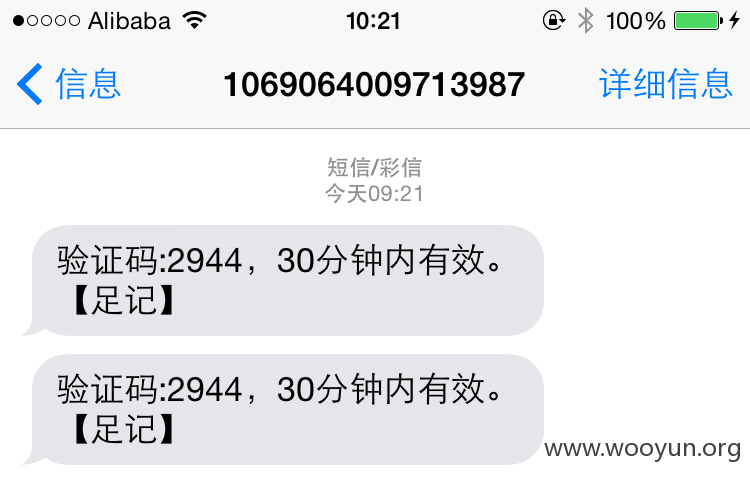 Alibaba 10:21 100%
信息 1069064009713987 详细信息
短信/彩信
今天09:21
验证码:2944，30分钟内有效。
【足记】
验证码:2944，30分钟内有效。
【足记】
www.wooyun.org